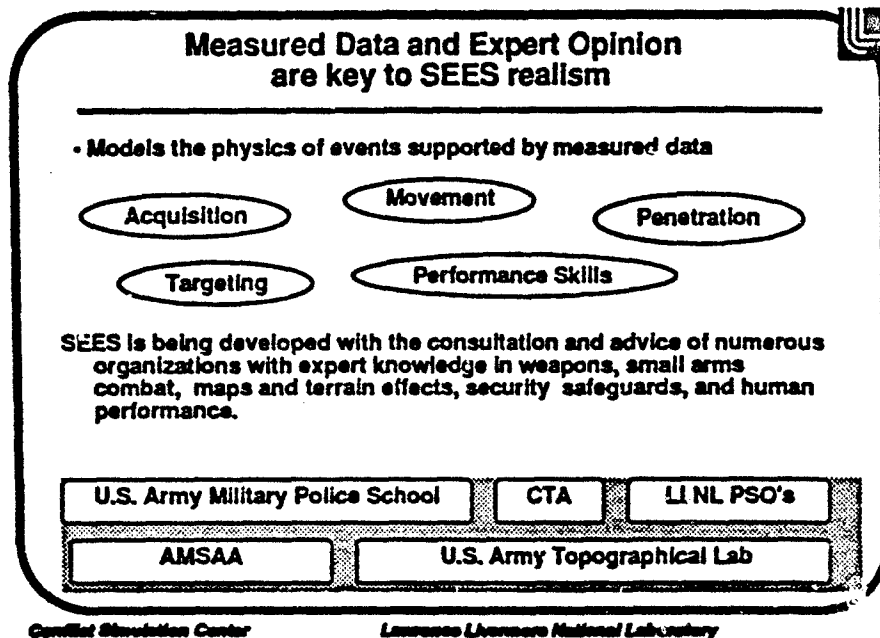 Measured Data and Expert Opinion
are key to SEES realism
• Models the physics of events supported by measured data
Acquisition
Movement
Penetration
Targeting
Performance Skills
SEES is being developed with the consultation and advice of numerous
organizations with expert knowledge in weapons, small arms
combat, maps and terrain effects, security safeguards, and human
performance.
U.S. Army Military Police School
CTA
LLNL PSO's
AMSAA
U.S. Army Topographical Lab
Conflict Simulation Center
Lawrence Livermore National Laboratory